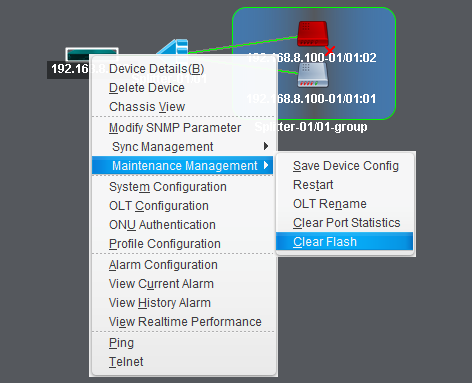 192.168.8.100-01/01:02
192.16
Device Details(B)
Delete Device
192.168.8.100-01/01:01
Chassis View
Modify SNMP Parameter
Splitter-01/01-group
Sync Management
Maintenance Management
Save Device Config
System Configuration
Restart
OLT Configuration
OLT Rename
ONU Authentication
Clear Port Statistics
Profile Configuration
Clear Flash
Alarm Configuration
View Current Alarm
View History Alarm
View Realtime Performance
Ping
Telnet